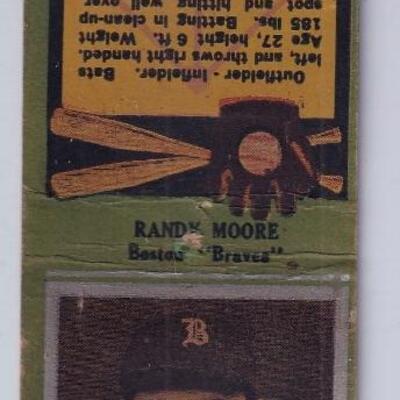 Outfielder - Infielder. Bats
left, and throws right handed.
Age 27, height 6 ft. Weight
185 lbs. Batting in clean-up
spot and hitting well over
RANDY MOORE
Boston "Braves"
B